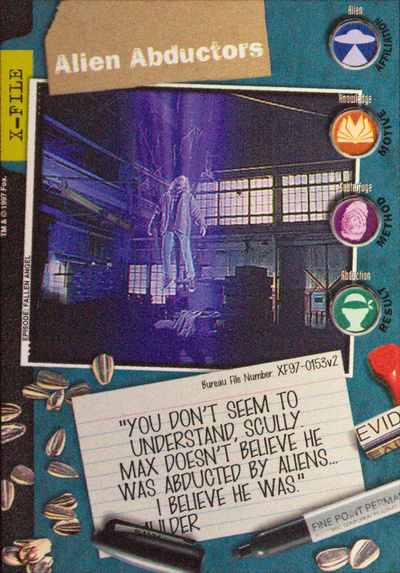 Alien Abductors
X-FILE
TM & © 1997 Fox.
EPISODE: FALLEN ANGEL
Alien
AFFILIATION
Knowledge
MOTIVE
Subterfuge
METHOD
Abduction
RESULT
Bureau File Number: XF97-0153v2
"YOU DON'T SEEM TO
UNDERSTAND, SCULLY.
MAX DOESN'T BELIEVE HE
WAS ABDUCTED BY ALIENS...
I BELIEVE HE WAS."
MULDER
EVID
FINE POINT PERMA